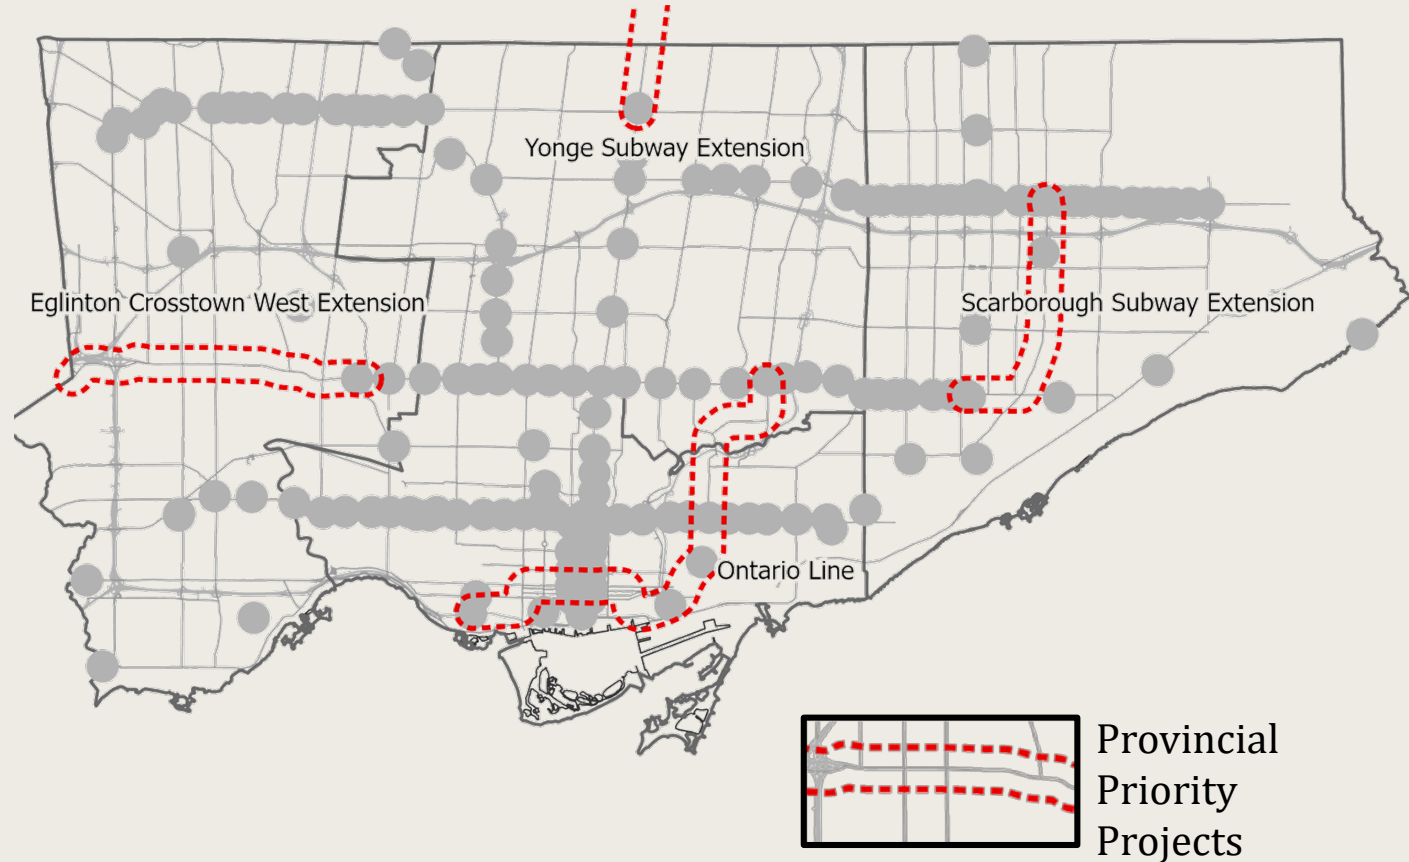 Yonge Subway Extension
Eglinton Crosstown West Extension
Scarborough Subway Extension
Ontario Line
Provincial
Priority
Projects